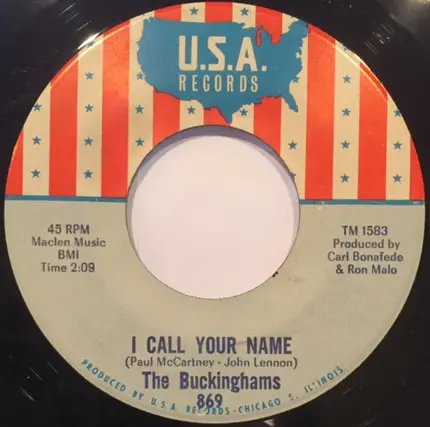 U.S.A.
RECORDS
45 RPM
Maclen Music
BMI
Time 2:09
TM 1583
Produced by
Carl Bonafede
& Ron Malo
I CALL YOUR NAME
(Paul McCartney - John Lennon)
The Buckinghams
869
PRODUCED BY U.S.A. RECORDS-CHICAGO 5, ILLINOIS